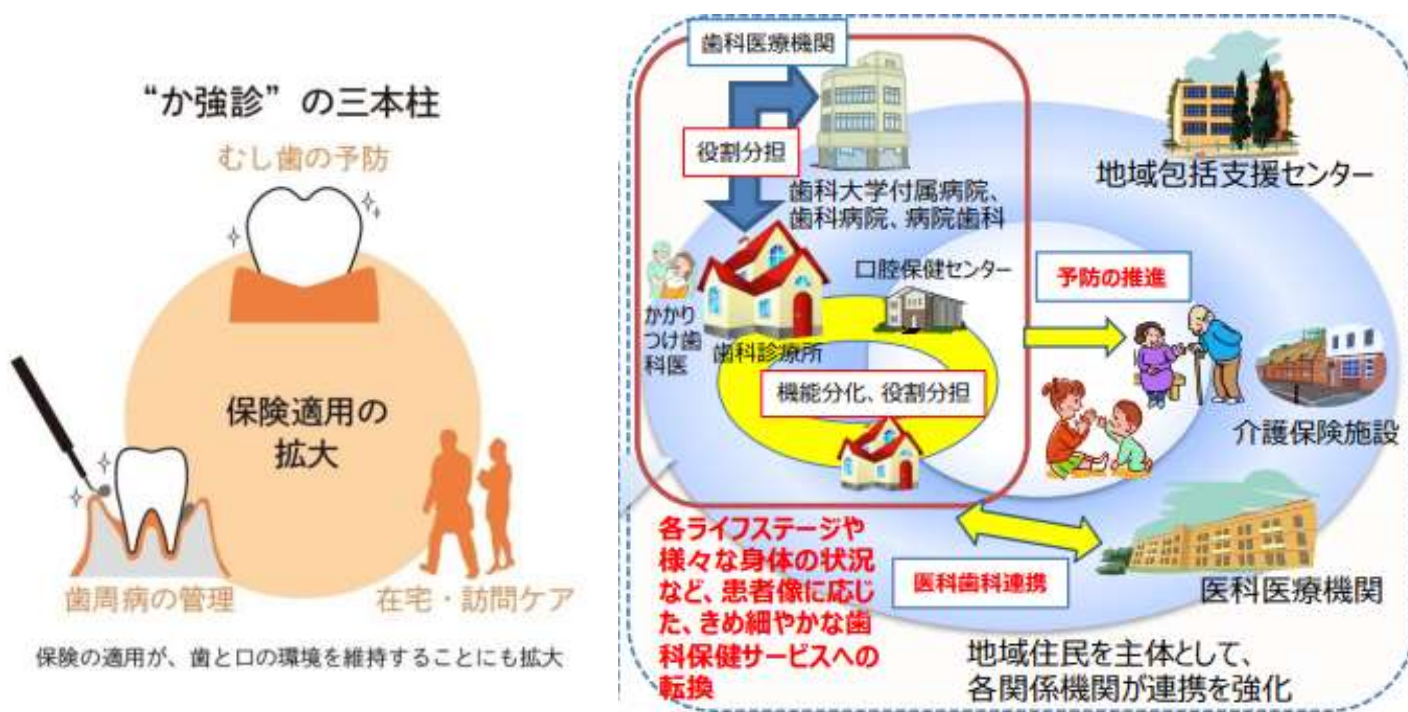 “か強診”の三本柱
むし歯の予防
保険適用の
拡大
歯周病の管理
在宅・訪問ケア
保険の適用が、歯と口の環境を維持することにも拡大
歯科医療機関
役割分担
歯科大学付属病院、
歯科病院、病院歯科
地域包括支援センター
口腔保健センター
予防の推進
かかり
つけ歯
科医
歯科診療所
機能分化、役割分担
介護保険施設
各ライフステージや
様々な身体の状況
など、患者像に応じ
た、きめ細やかな歯
科保健サービスへの
転換
医科歯科連携
医科医療機関
地域住民を主体として、
各関係機関が連携を強化